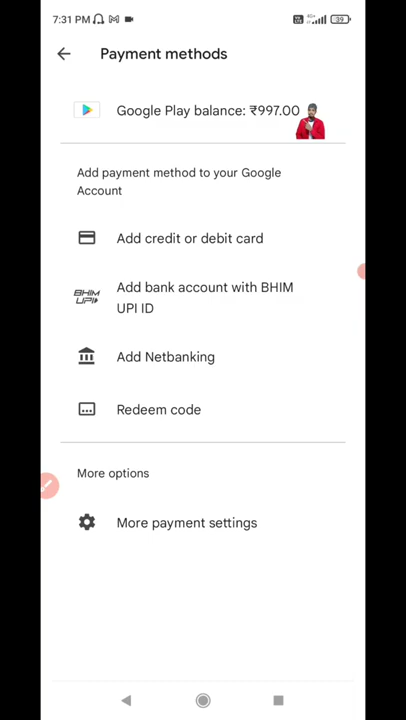 7:31 PM 4G+ 39
Payment methods
Google Play balance: ₹997.00
Add payment method to your Google
Account
Add credit or debit card
BHIM
UPI
Add bank account with BHIM
UPI ID
Add Netbanking
Redeem code
More options
More payment settings